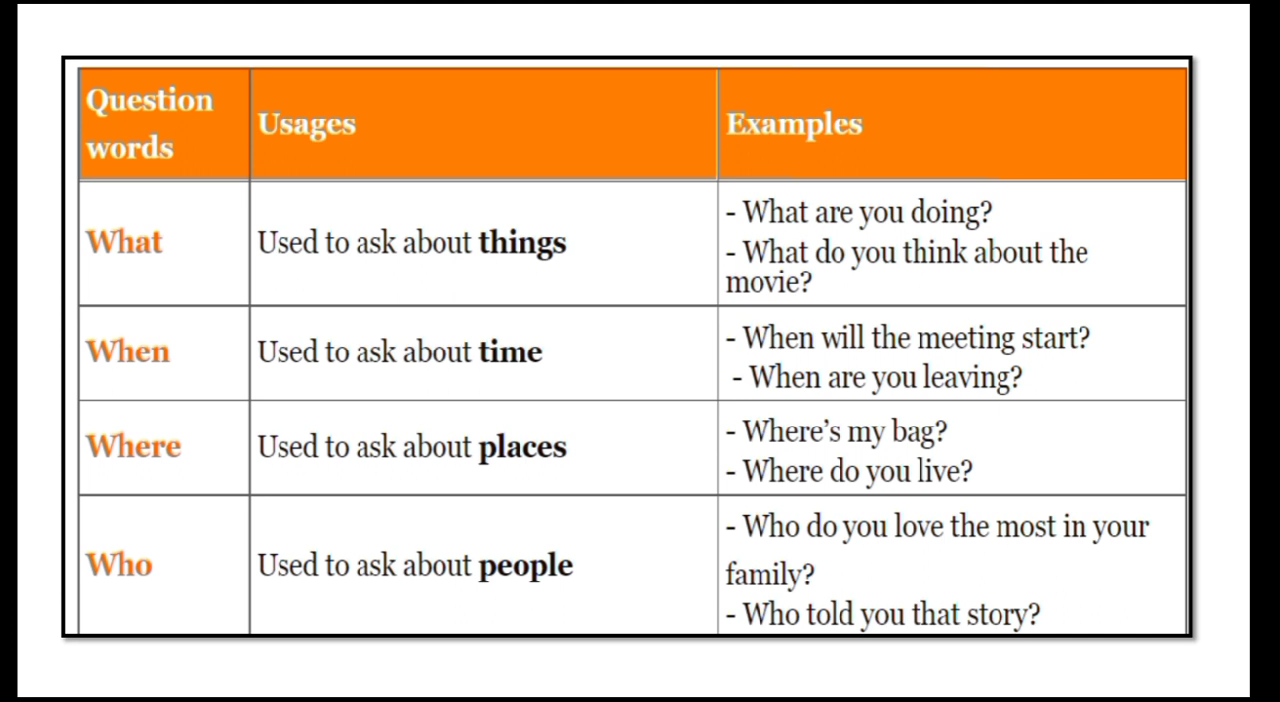 Question
words
Usages
Examples
What
Used to ask about things
- What are you doing?
- What do you think about the
movie?
When
Used to ask about time
- When will the meeting start?
- When are you leaving?
Where
Used to ask about places
- Where’s my bag?
- Where do you live?
Who
Used to ask about people
- Who do you love the most in your
family?
- Who told you that story?